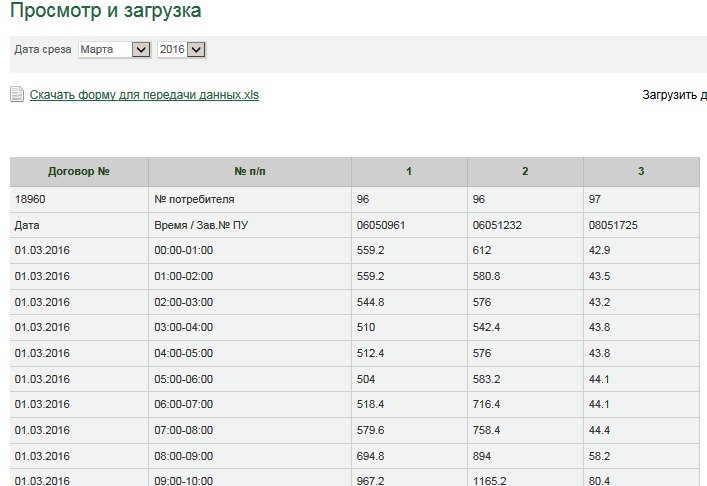 Просмотр и загрузка
Дата среза Марта 2016
Скачать форму для передачи данных.xls Загрузить д
Договор № № п/п 1 2 3
18960 № потребителя 96 96 97
Дата Время / Зав.№ ПУ 06050961 06051232 08051725
01.03.2016 00:00-01:00 559.2 612 42.9
01.03.2016 01:00-02:00 559.2 580.8 43.5
01.03.2016 02:00-03:00 544.8 576 43.2
01.03.2016 03:00-04:00 510 542.4 43.8
01.03.2016 04:00-05:00 512.4 576 43.8
01.03.2016 05:00-06:00 504 583.2 44.1
01.03.2016 06:00-07:00 518.4 716.4 44.1
01.03.2016 07:00-08:00 579.6 758.4 44.4
01.03.2016 08:00-09:00 694.8 894 58.2
01.03.2016 09:00-10:00 967.2 1165.2 80.4